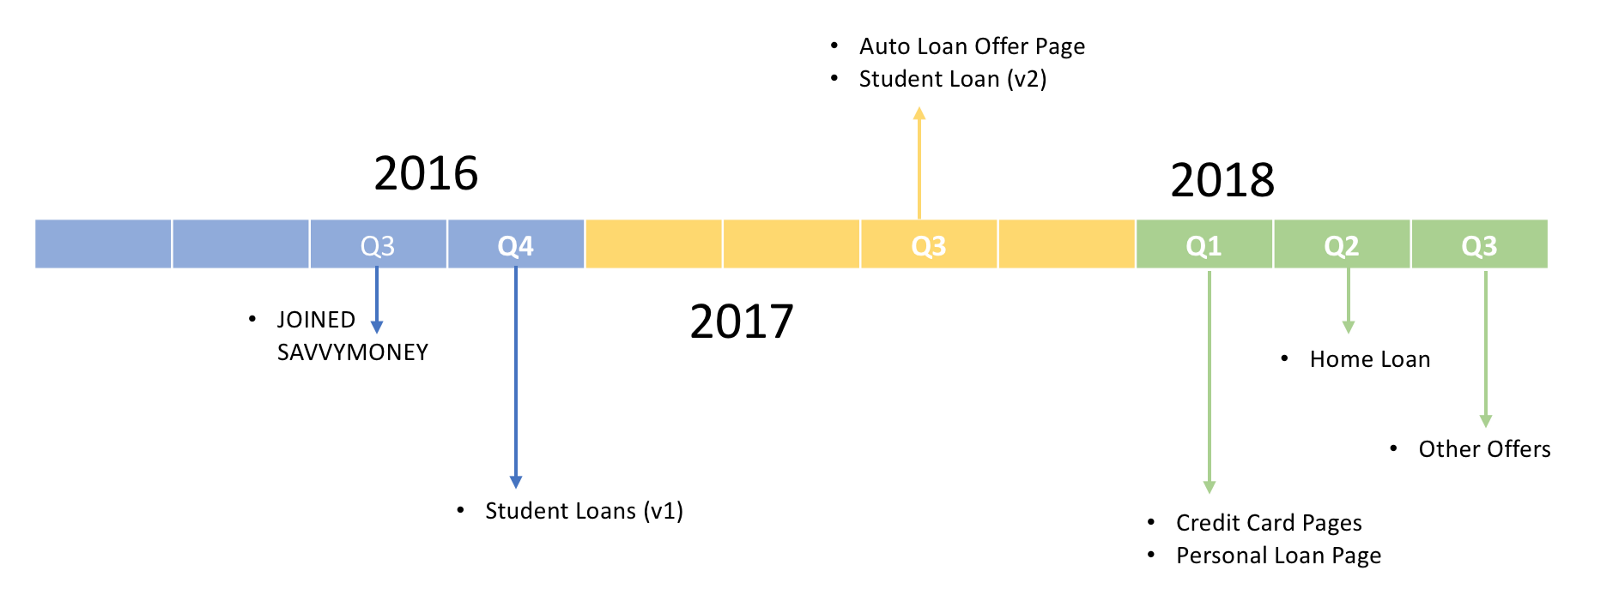 • Auto Loan Offer Page
• Student Loan (v2)
2016
2018
Q3
Q4
Q3
Q1
Q2
Q3
• JOINED
SAVVYMONEY
2017
• Home Loan
• Other Offers
• Student Loans (v1)
• Credit Card Pages
• Personal Loan Page